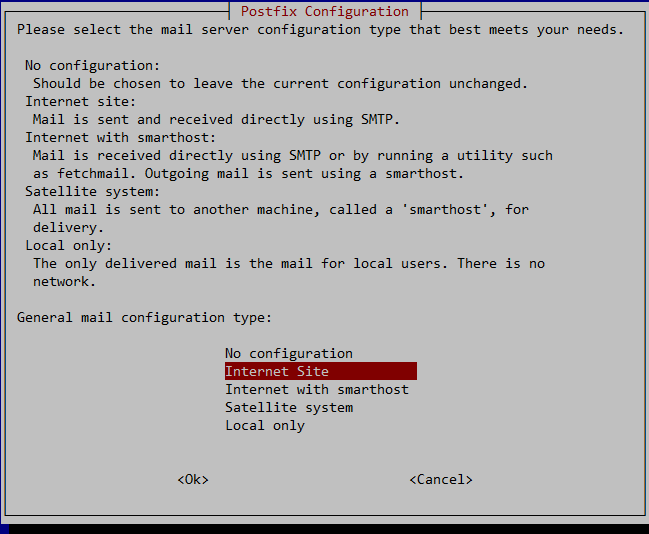 Postfix Configuration
Please select the mail server configuration type that best meets your needs.
No configuration:
Should be chosen to leave the current configuration unchanged.
Internet site:
Mail is sent and received directly using SMTP.
Internet with smarthost:
Mail is received directly using SMTP or by running a utility such
as fetchmail. Outgoing mail is sent using a smarthost.
Satellite system:
All mail is sent to another machine, called a 'smarthost', for
delivery.
Local only:
The only delivered mail is the mail for local users. There is no
network.
General mail configuration type:
No configuration
Internet Site
Internet with smarthost
Satellite system
Local only
<Ok> <Cancel>